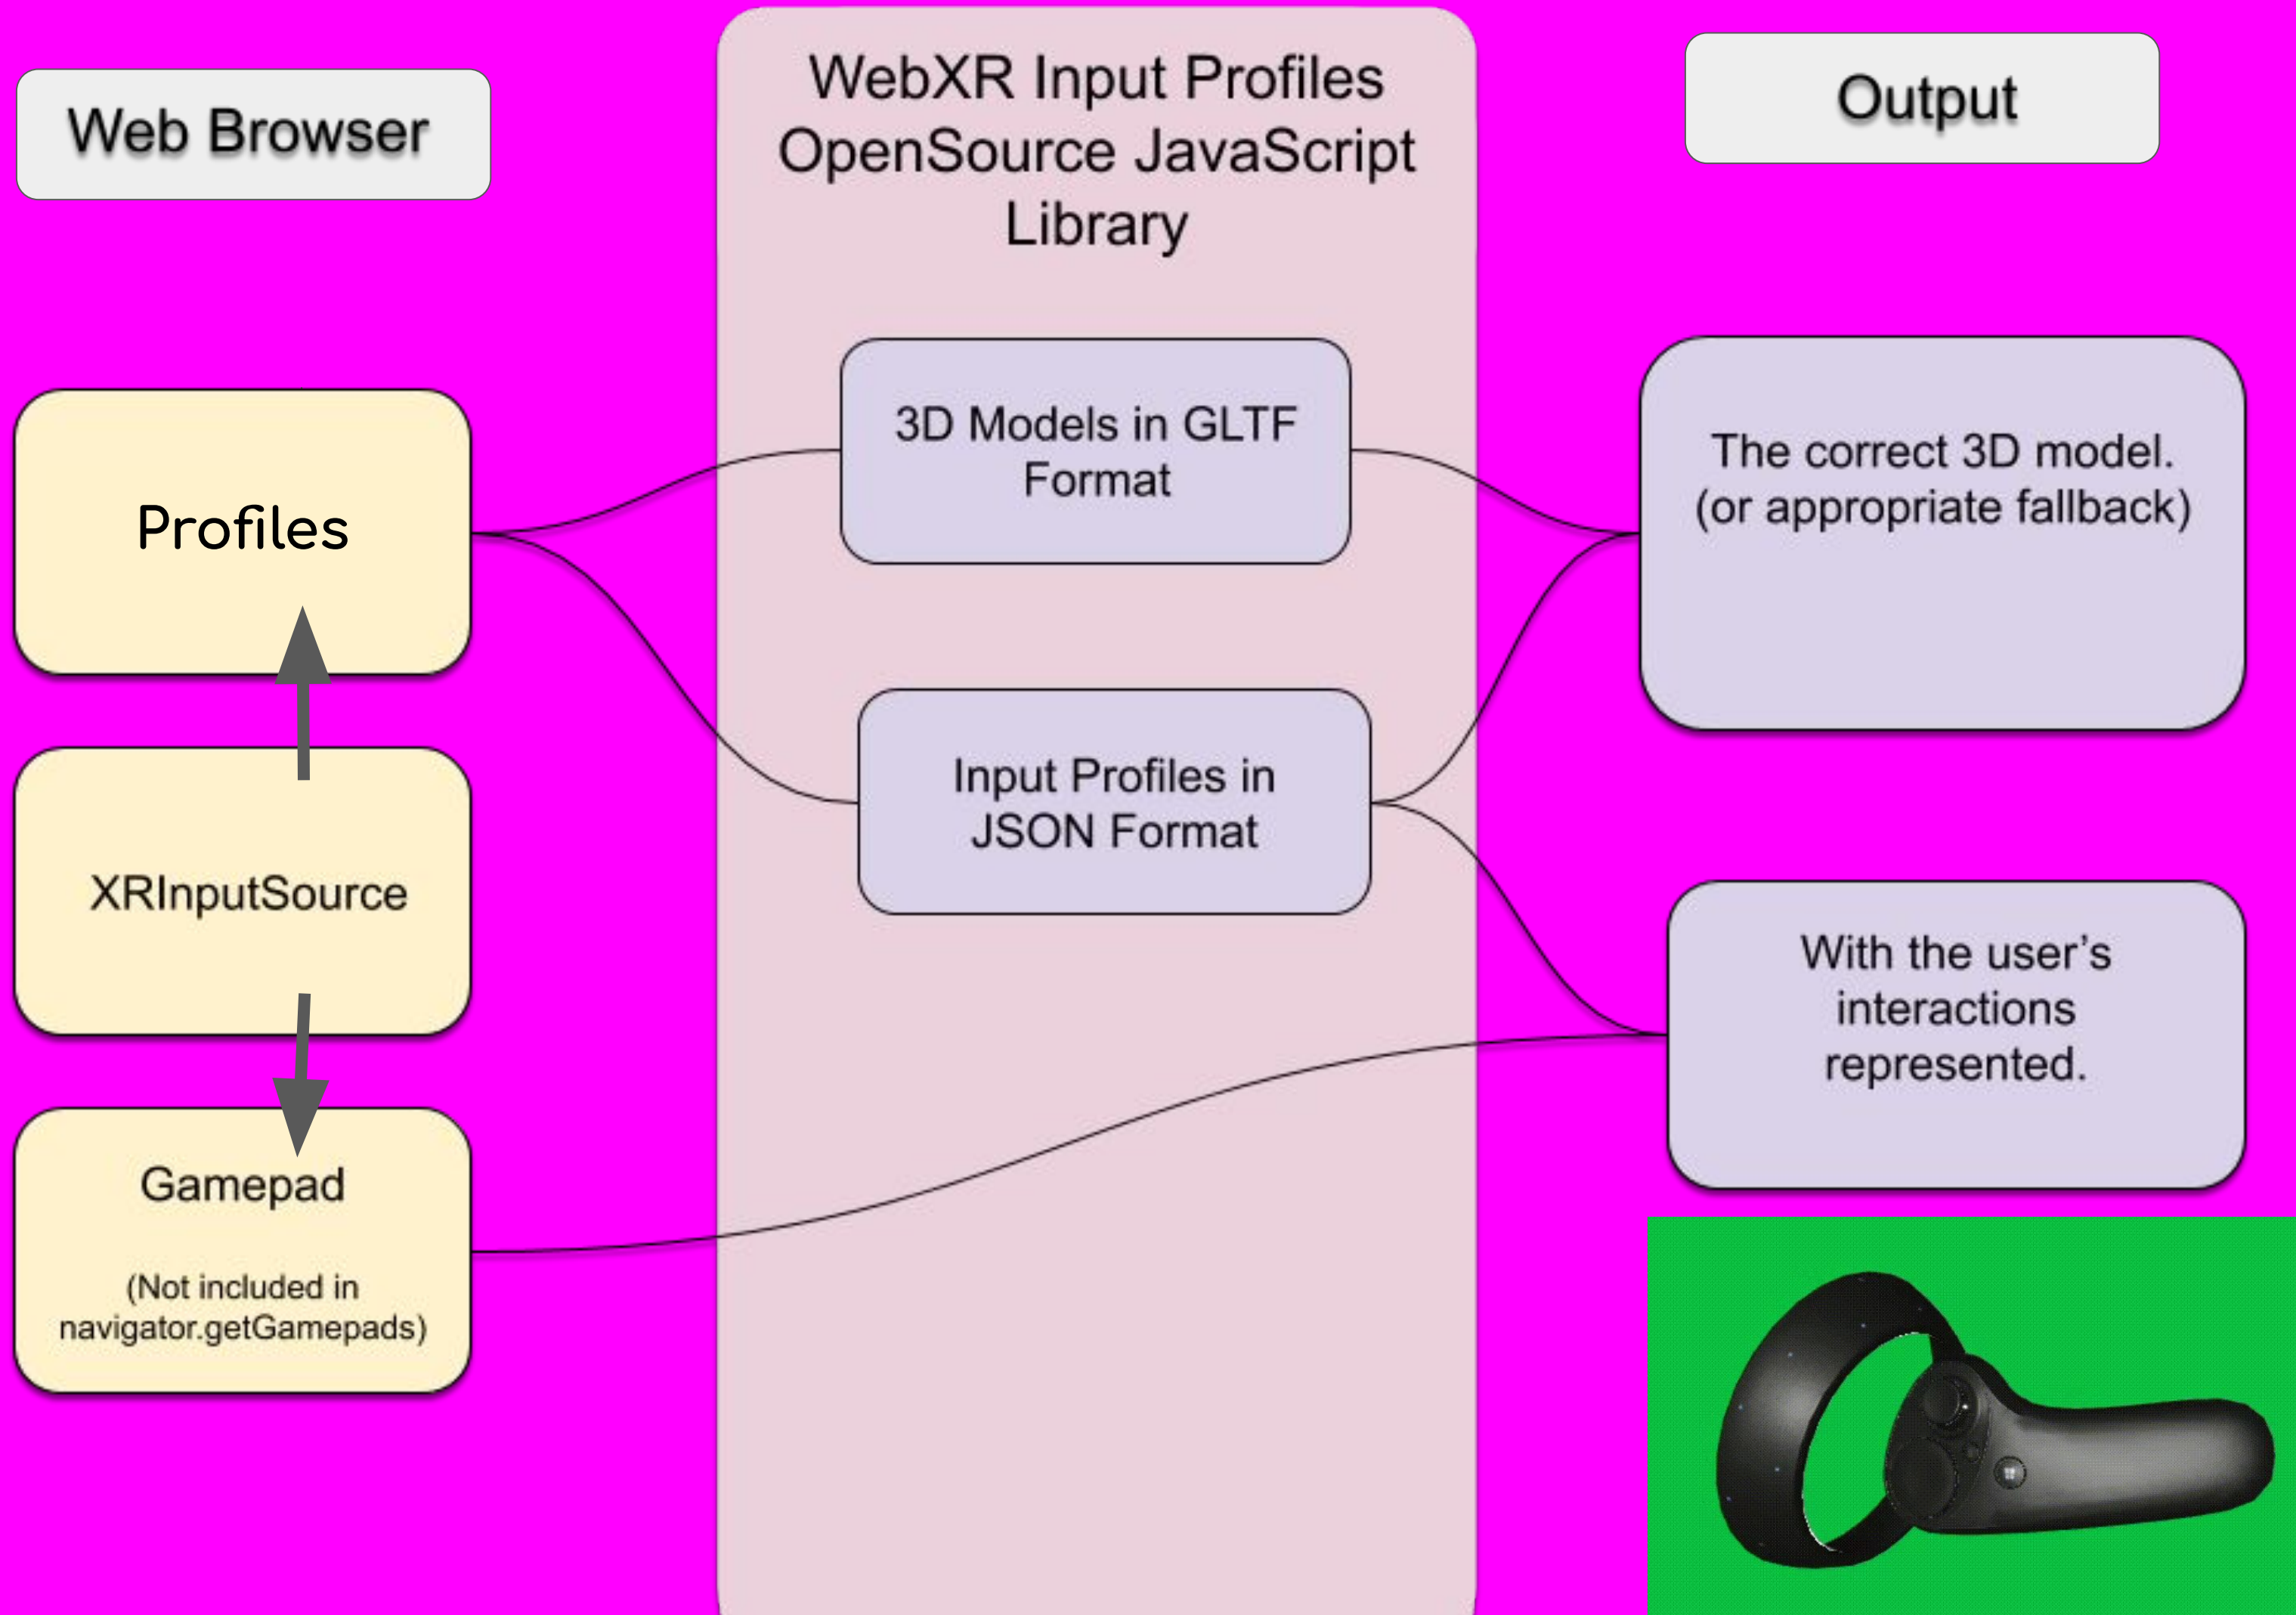 Web Browser
WebXR Input Profiles
OpenSource JavaScript
Library
Output
Profiles
XRInputSource
Gamepad
(Not included in
navigator.getGamepads)
3D Models in GLTF
Format
Input Profiles in
JSON Format
The correct 3D model.
(or appropriate fallback)
With the user’s
interactions
represented.